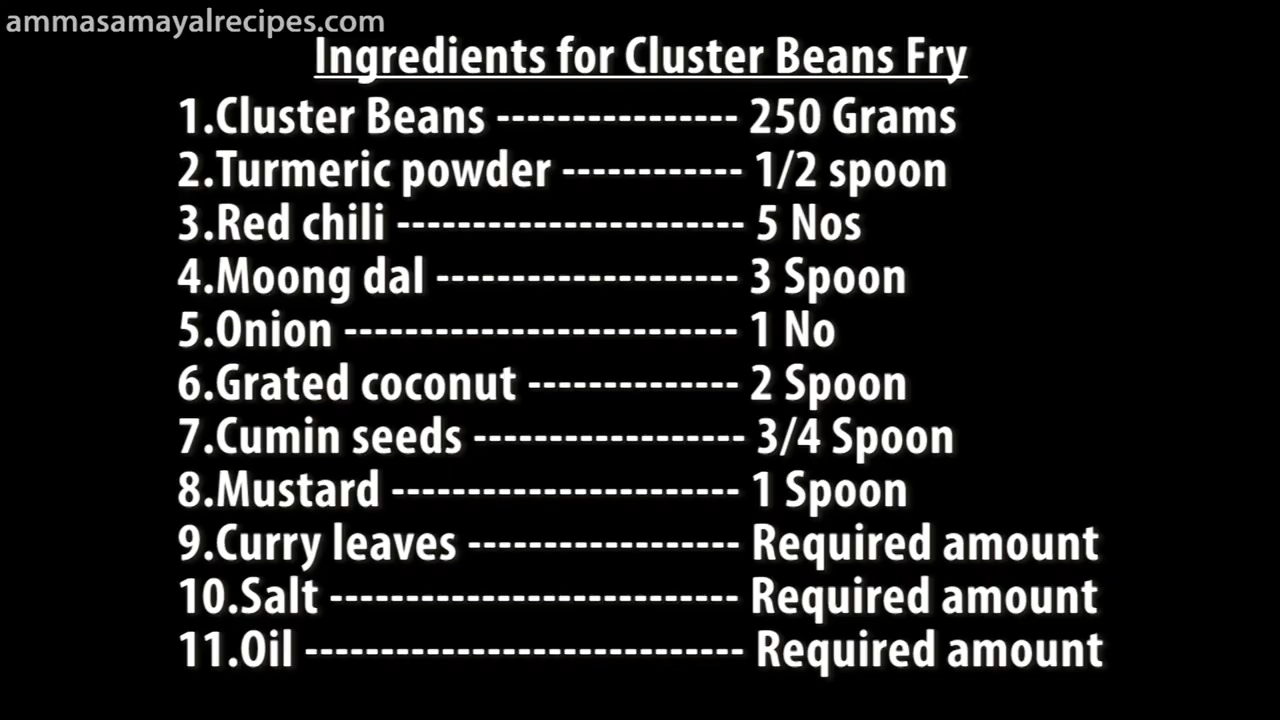 ammasamayalrecipes.com
Ingredients for Cluster Beans Fry
1.Cluster Beans ---------------- 250 Grams
2.Turmeric powder ------------ 1/2 spoon
3.Red chili ----------------------- 5 Nos
4.Moong dal -------------------- 3 Spoon
5.Onion -------------------------- 1 No
6.Grated coconut -------------- 2 Spoon
7.Cumin seeds ------------------ 3/4 Spoon
8.Mustard ----------------------- 1 Spoon
9.Curry leaves ------------------ Required amount
10.Salt --------------------------- Required amount
11.Oil ----------------------------- Required amount